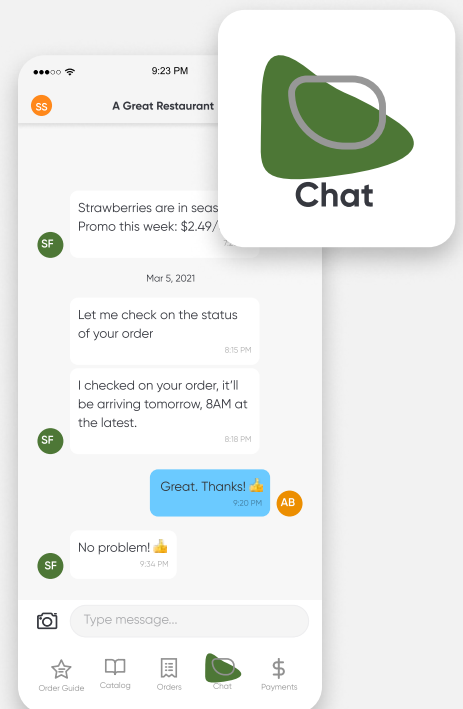 9:23 PM
SS
A Great Restaurant
Chat
Strawberries are in seas
Promo this week: $2.49/
SF
Mar 5, 2021
Let me check on the status
of your order
8:15 PM
I checked on your order, it'll
be arriving tomorrow, 8AM at
the latest.
8:18 PM
SF
Great. Thanks! 👍
9:20 PM
AB
No problem! 👍
9:34 PM
SF
Type message...
Order Guide
Catalog
Orders
Chat
Payments